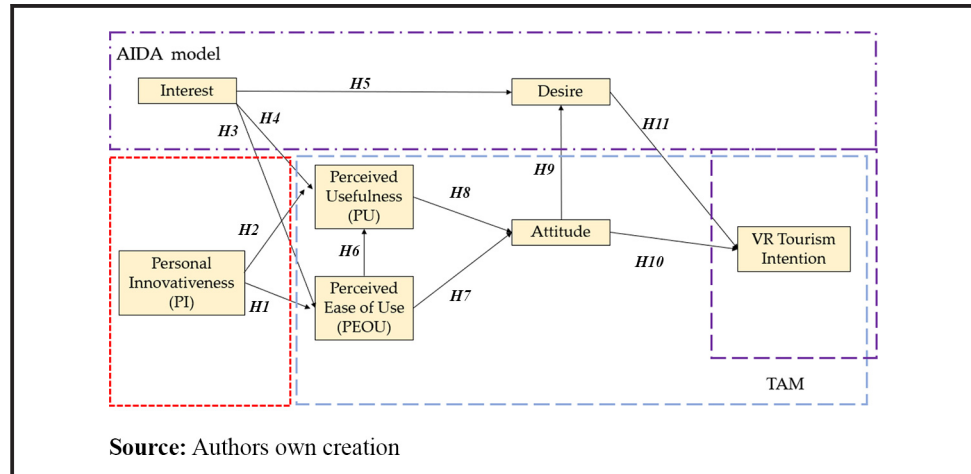 AIDA model
Interest
H5
Desire
H3
H4
H11
Perceived
Usefulness
(PU)
H9
H8
H2
Attitude
VR Tourism
Intention
H6
H10
Personal
Innovativeness
(PI)
H1
Perceived
Ease of Use
(PEOU)
H7
TAM
Source: Authors own creation